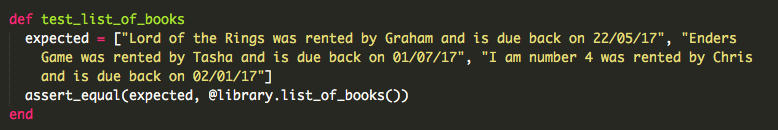 def test_list_of_books
expected = ["Lord of the Rings was rented by Graham and is due back on 22/05/17", "Enders
Game was rented by Tasha and is due back on 01/07/17", "I am number 4 was rented by Chris
and is due back on 02/01/17"]
assert_equal(expected, @library.list_of_books())
end